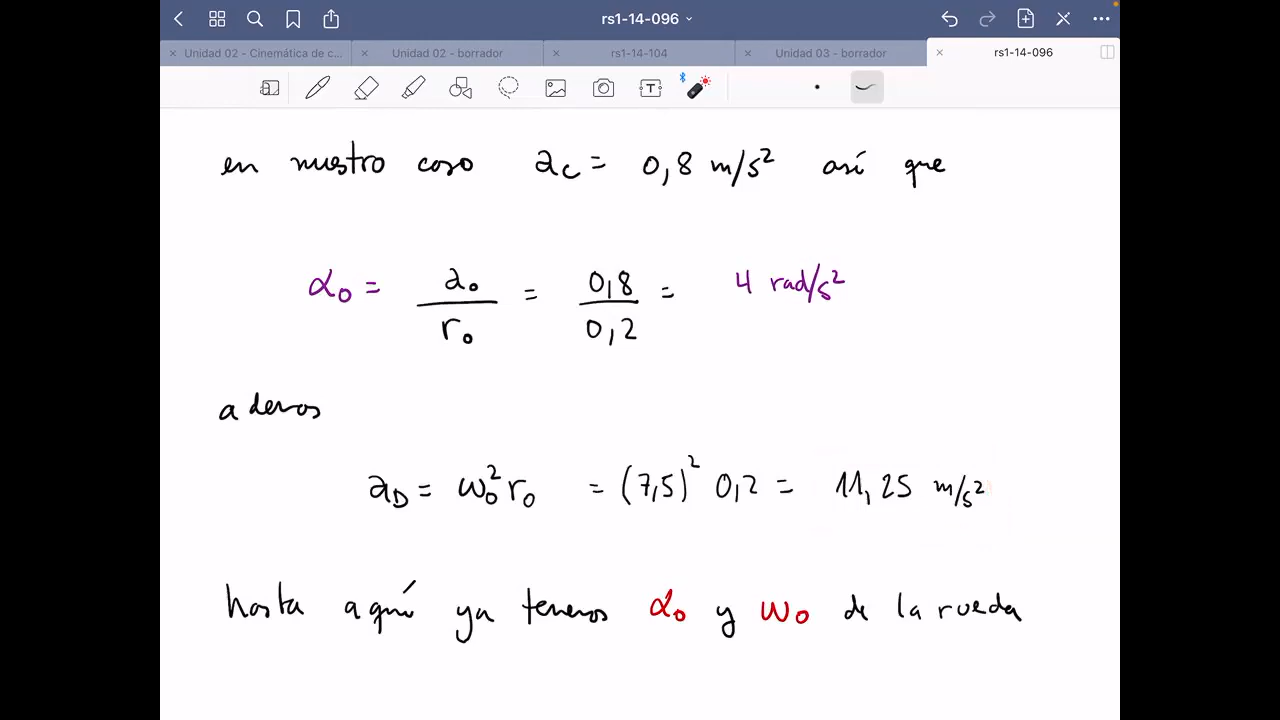 rs1-14-096
Unidad 02 - Cinemática de c...
Unidad 02 - borrador
rs1-14-104
Unidad 03 - borrador
rs1-14-096
en nuestro caso a_C = 0,8 m/s² así que
α₀ = a₀ / r₀ = 0,8 / 0,2 = 4 rad/s²
ademas
a_D = ω₀² r₀ = (7,5)² 0,2 = 11,25 m/s²
hasta aquí ya tenemos α₀ y ω₀ de la rueda